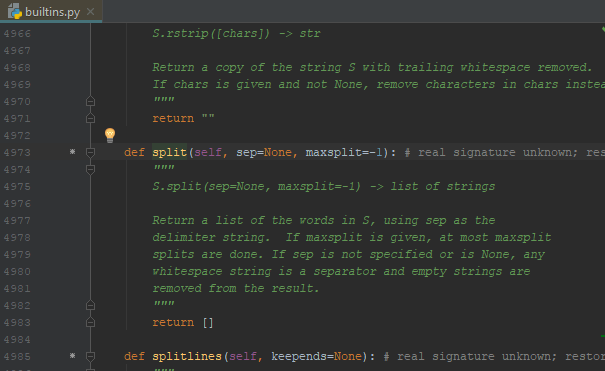 builtins.py
4966 S.rstrip([chars]) -> str
4967
4968 Return a copy of the string S with trailing whitespace removed.
4969 If chars is given and not None, remove characters in chars
4970 """
4971 return ""
4972
4973 * def split(self, sep=None, maxsplit=-1): # real signature unknown;
4974 """
4975 S.split(sep=None, maxsplit=-1) -> list of strings
4976
4977 Return a list of the words in S, using sep as the
4978 delimiter string.  If maxsplit is given, at most maxsplit
4979 splits are done. If sep is not specified or is None, any
4980 whitespace string is a separator and empty strings are
4981 removed from the result.
4982 """
4983 return []
4984
4985 * def splitlines(self, keepends=None): # real signature unknown;
"""